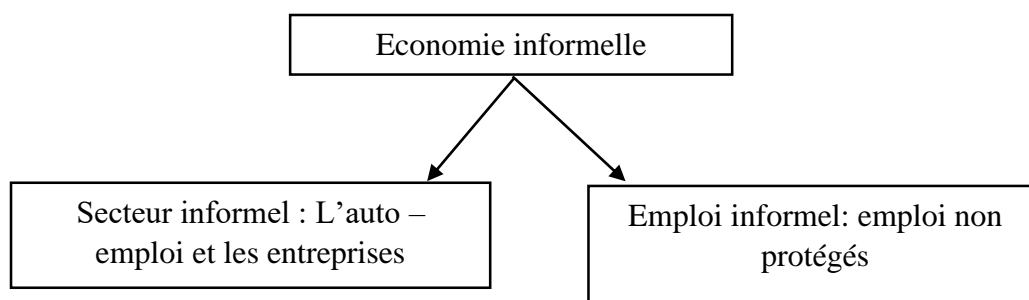 Economie informelle
Secteur informel : L’auto –
emploi et les entreprises
Emploi informel: emploi non
protégés